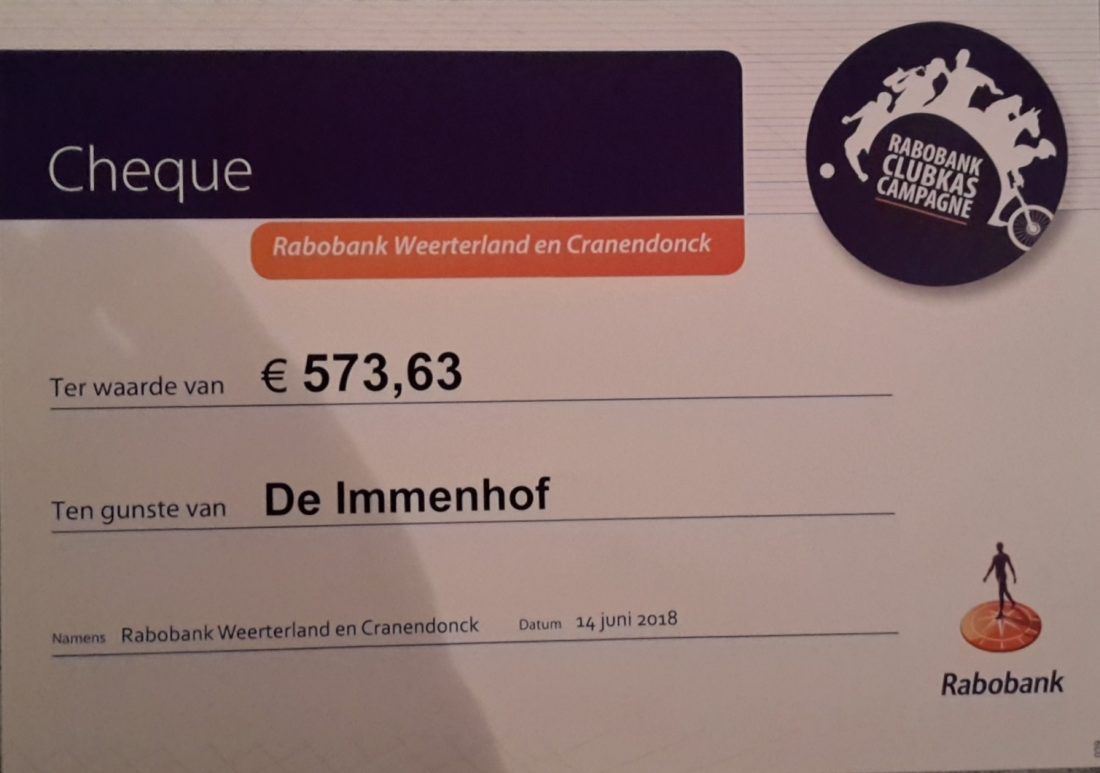 Cheque
RABOBANK
CLUBKAS
CAMPAGNE
Rabobank Weerterland en Cranendonck
Ter waarde van € 573,63
Ten gunste van De Immenhof
Namens Rabobank Weerterland en Cranendonck Datum 14 juni 2018
Rabobank